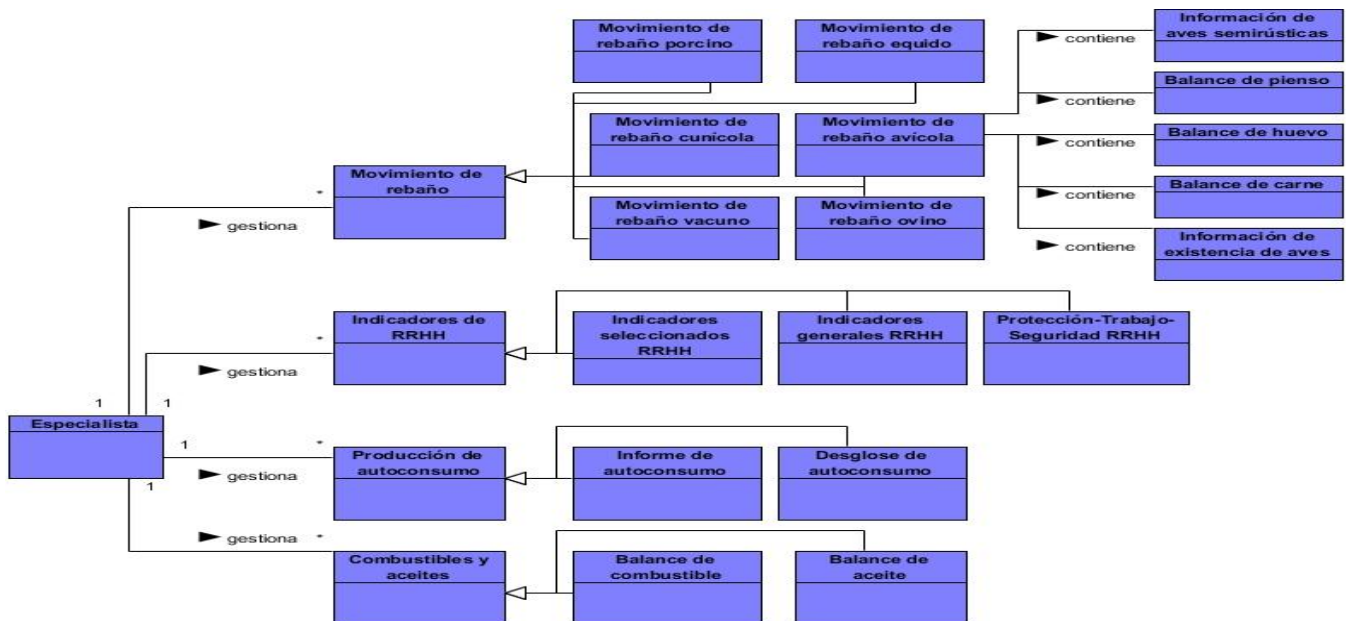 Movimiento de
rebaño porcino
Movimiento de
rebaño equido
contiene
Información de
aves semirústicas
contiene
Balance de pienso
Movimiento de
rebaño cunícola
Movimiento de
rebaño avícola
contiene
Balance de huevo
Movimiento de
rebaño
*
gestiona
contiene
Balance de carne
Movimiento de
rebaño vacuno
Movimiento de
rebaño ovino
contiene
Información de
existencia de aves
Indicadores de
RRHH
*
gestiona
Indicadores
seleccionados
RRHH
Indicadores
generales RRHH
Protección-Trabajo-
Seguridad RRHH
1
1
Especialista
1
1
*
gestiona
Producción de
autoconsumo
Informe de
autoconsumo
Desglose de
autoconsumo
gestiona
*
Combustibles y
aceites
Balance de
combustible
Balance de
aceite